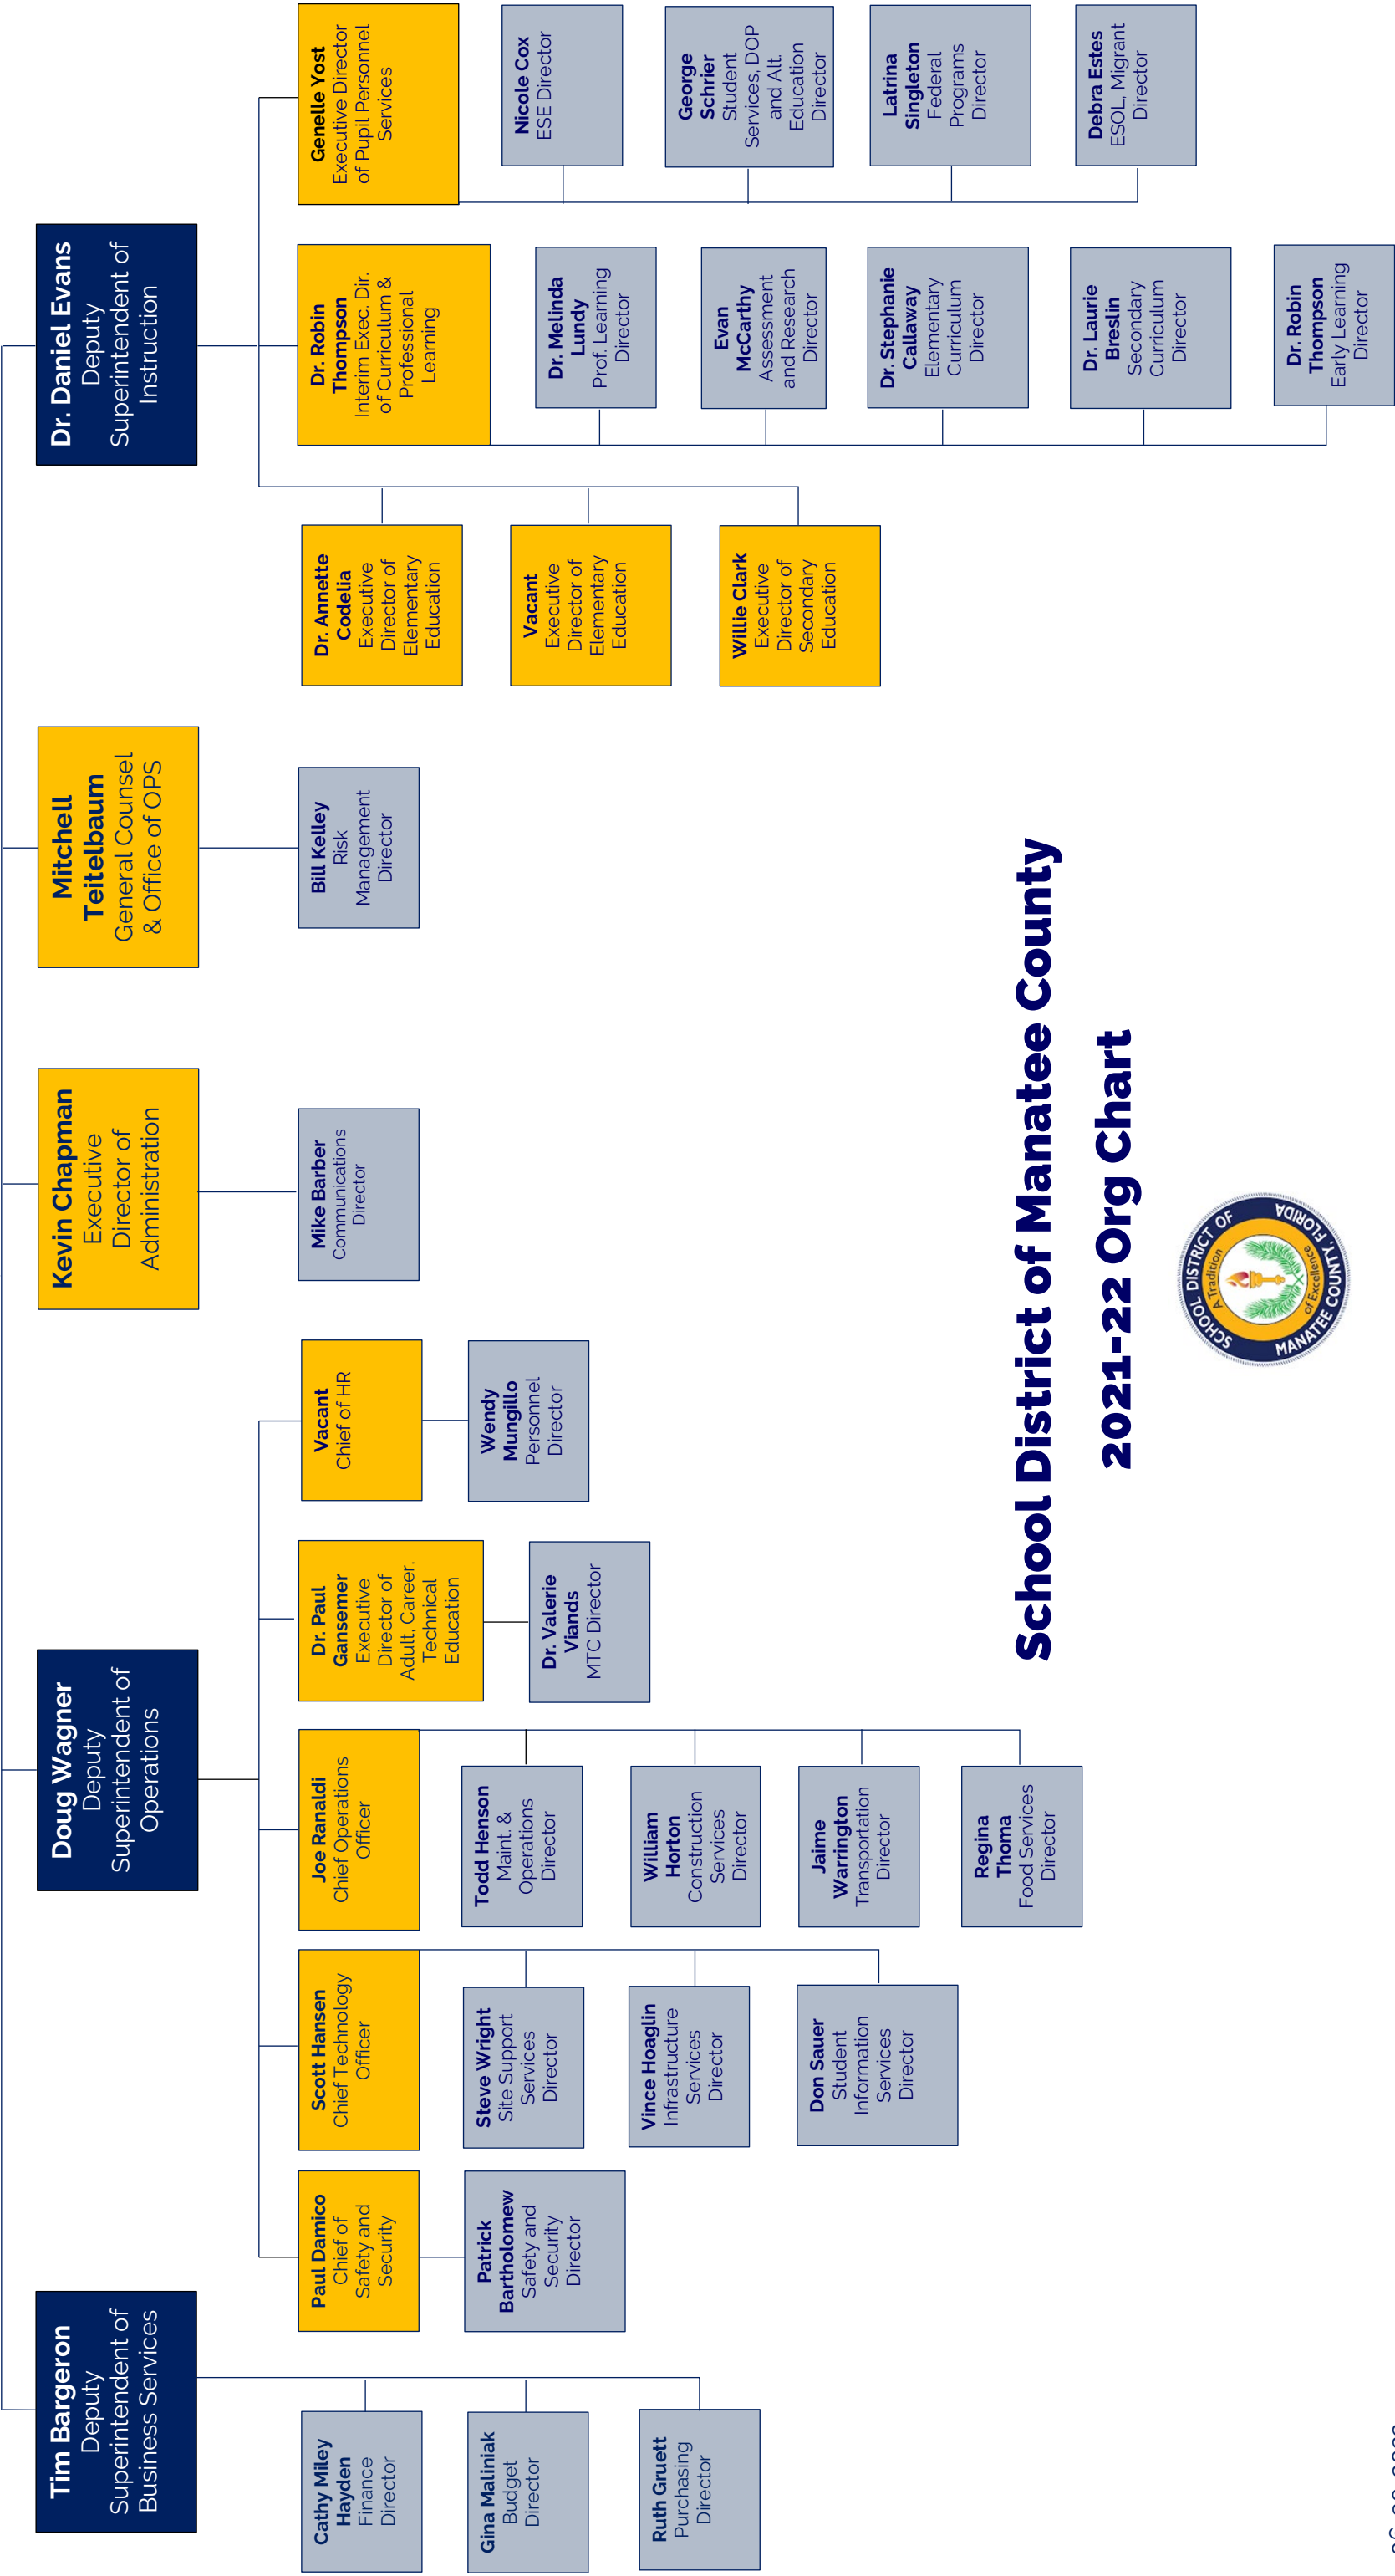 Tim Bargeron
Deputy
Superintendent of
Business Services
Doug Wagner
Deputy
Superintendent of
Operations
Kevin Chapman
Executive
Director of
Administration
Mitchell
Teitelbaum
General Counsel
& Office of OPS
Dr. Daniel Evans
Deputy
Superintendent of
Instruction
Cathy Miley
Hayden
Finance
Director
Gina Maliniak
Budget
Director
Ruth Gruett
Purchasing
Director
Paul Damico
Chief of
Safety and
Security
Patrick
Bartholomew
Safety and
Security
Director
Scott Hansen
Chief Technology
Officer
Steve Wright
Site Support
Services
Director
Vince Hoaglin
Infrastructure
Services
Director
Don Sauer
Student
Information
Services
Director
Joe Ranaldi
Chief Operations
Officer
Todd Henson
Maint. &
Operations
Director
William
Horton
Construction
Services
Director
Jaime
Warrington
Transportation
Director
Regina
Thoma
Food Services
Director
Dr. Paul
Gansemer
Executive
Director of
Adult, Career,
Technical
Education
Dr. Valerie
Viands
MTC Director
Vacant
Chief of HR
Wendy
Mungillo
Personnel
Director
Mike Barber
Communications
Director
Bill Kelley
Risk
Management
Director
Dr. Annette
Codelia
Executive
Director of
Elementary
Education
Vacant
Executive
Director of
Elementary
Education
Willie Clark
Executive
Director of
Secondary
Education
Dr. Robin
Thompson
Interim Exec. Dir.
of Curriculum &
Professional
Learning
Dr. Melinda
Lundy
Prof. Learning
Director
Evan
McCarthy
Assessment
and Research
Director
Dr. Stephanie
Callaway
Elementary
Curriculum
Director
Dr. Laurie
Breslin
Secondary
Curriculum
Director
Dr. Robin
Thompson
Early Learning
Director
Genelle Yost
Executive Director
of Pupil Personnel
Services
Nicole Cox
ESE Director
George
Schrier
Student
Services, DOP
and Alt.
Education
Director
Latrina
Singleton
Federal
Programs
Director
Debra Estes
ESOL, Migrant
Director
School District of Manatee County
2021-22 Org Chart
SCHOOL DISTRICT OF
MANATEE COUNTY, FLORIDA
A Tradition
of Excellence